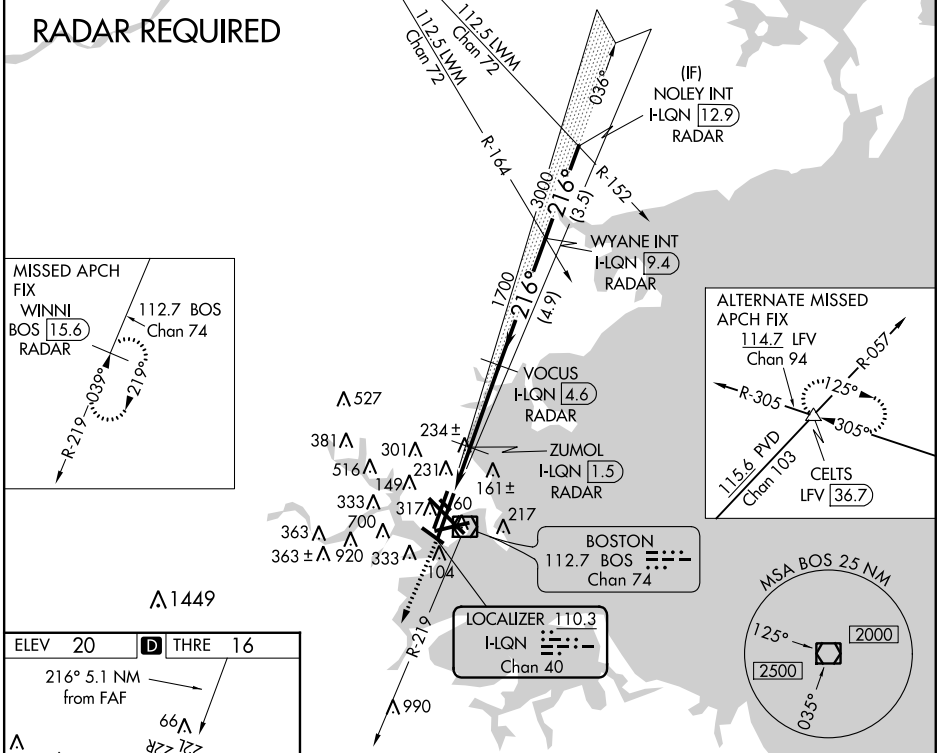 RADAR REQUIRED
112.5 LWM
Chan 72
112.5 LWM
Chan 72
036°
(IF)
NOLEY INT
I-LQN 12.9
RADAR
R-164
R-152
3000
216°
(3.5)
WYANE INT
I-LQN 9.4
RADAR
1700
216°
(4.9)
MISSED APCH
FIX
WINNI
BOS 15.6
RADAR
112.7 BOS
Chan 74
039°
219°
R-219
ALTERNATE MISSED
APCH FIX
114.7 LFV
Chan 94
R-057
R-305
125°
305°
115.6 PVD
Chan 103
CELTS
LFV 36.7
VOCUS
I-LQN 4.6
RADAR
527
381
301
234 ±
ZUMOL
I-LQN 1.5
RADAR
516
231
149
161 ±
333
317
60
700
217
363
363 ±
920
333
104
BOSTON
112.7 BOS
Chan 74
1449
LOCALIZER 110.3
I-LQN
Chan 40
R-219
990
MSA BOS 25 NM
125°
2000
2500
035°
ELEV 20 D THRE 16
216° 5.1 NM
from FAF
66
22R
22L